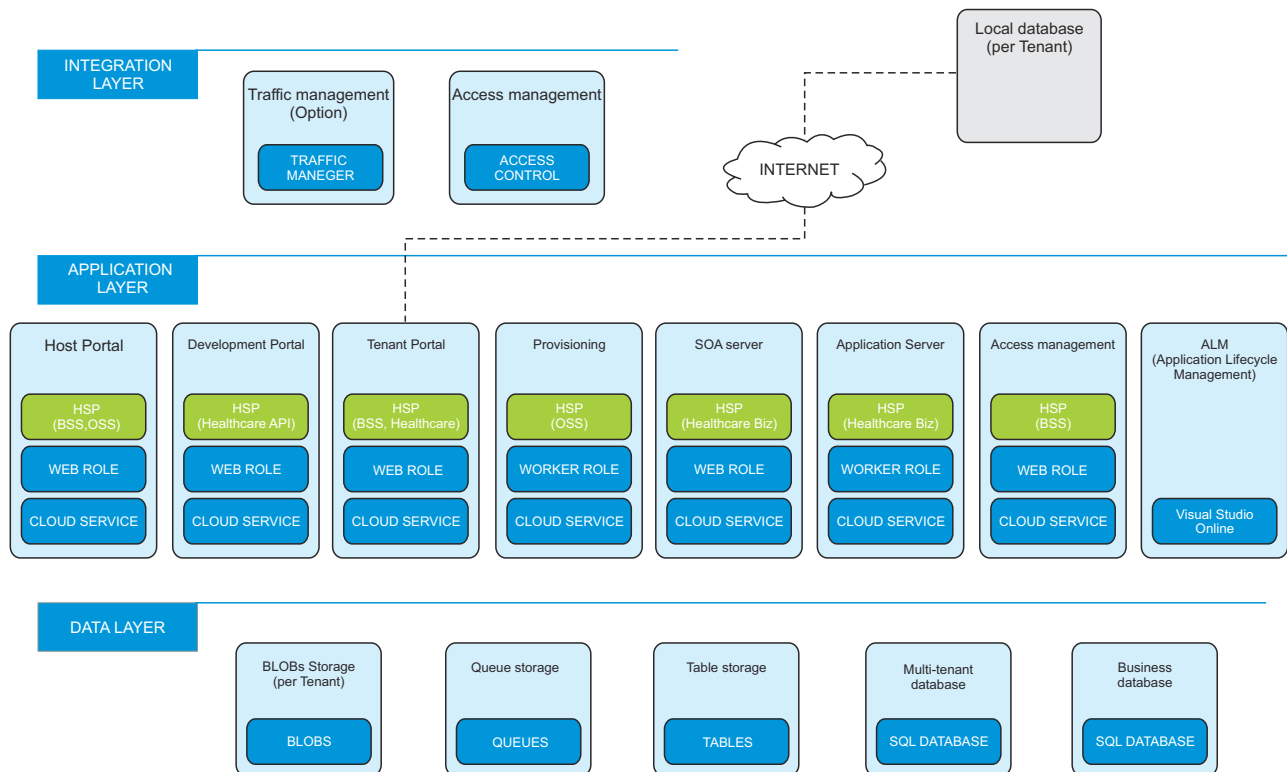 INTEGRATION
LAYER
Traffic management
(Option)
TRAFFIC
MANEGER
Access management
ACCESS
CONTROL
Local database
(per Tenant)
INTERNET
APPLICATION
LAYER
Host Portal
HSP
(BSS,OSS)
WEB ROLE
CLOUD SERVICE
Development Portal
HSP
(Healthcare API)
WEB ROLE
CLOUD SERVICE
Tenant Portal
HSP
(BSS, Healthcare)
WEB ROLE
CLOUD SERVICE
Provisioning
HSP
(OSS)
WORKER ROLE
CLOUD SERVICE
SOA server
HSP
(Healthcare Biz)
WEB ROLE
CLOUD SERVICE
Application Server
HSP
(Healthcare Biz)
WORKER ROLE
CLOUD SERVICE
Access management
HSP
(BSS)
WEB ROLE
CLOUD SERVICE
ALM
(Application Lifecycle
Management)
Visual Studio
Online
DATA LAYER
BLOBs Storage
(per Tenant)
BLOBS
Queue storage
QUEUES
Table storage
TABLES
Multi-tenant
database
SQL DATABASE
Business
database
SQL DATABASE